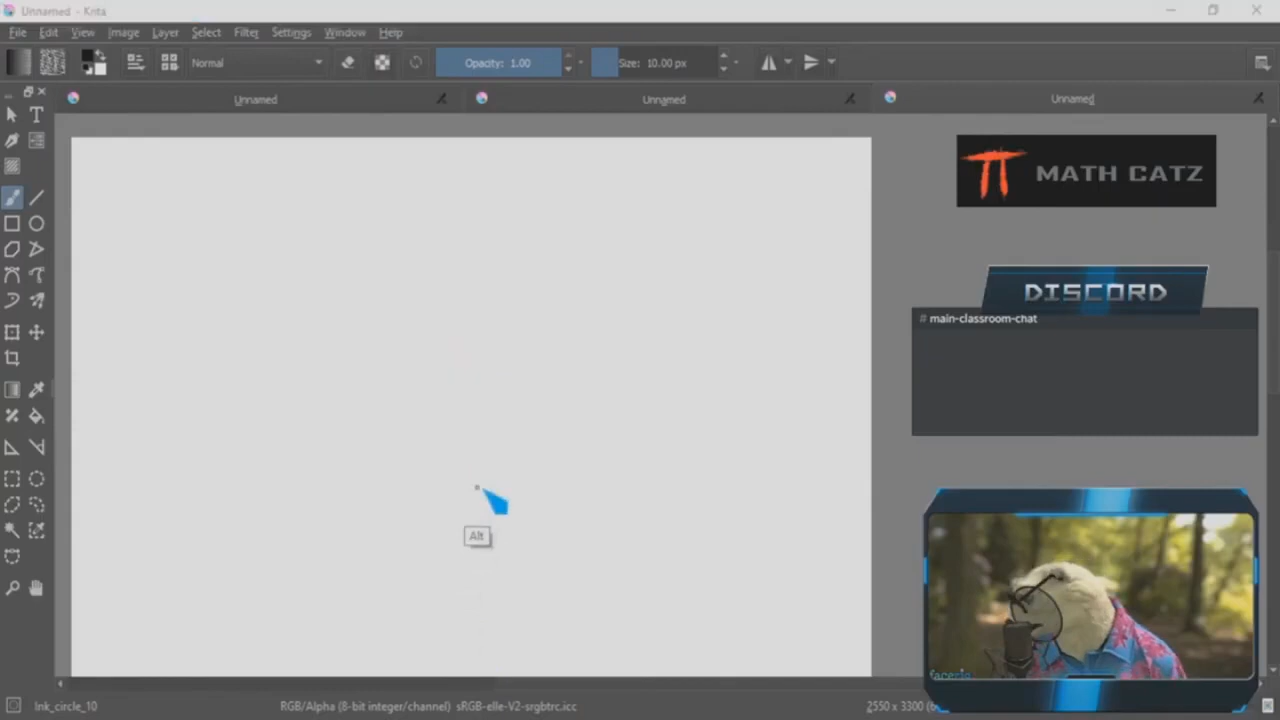 Unnamed - Krita
File Edit View Image Layer Select Filter Settings Window Help
Normal
Opacity: 1.00
Size: 10.00 px
Unnamed
Unnamed
Unnamed
MATH CATZ
DISCORD
# main-classroom-chat
Alt
facerig
Ink_circle_10
RGB/Alpha (8-bit integer/channel) sRGB-elle-V2-srgbtrc.icc
2550 x 3300